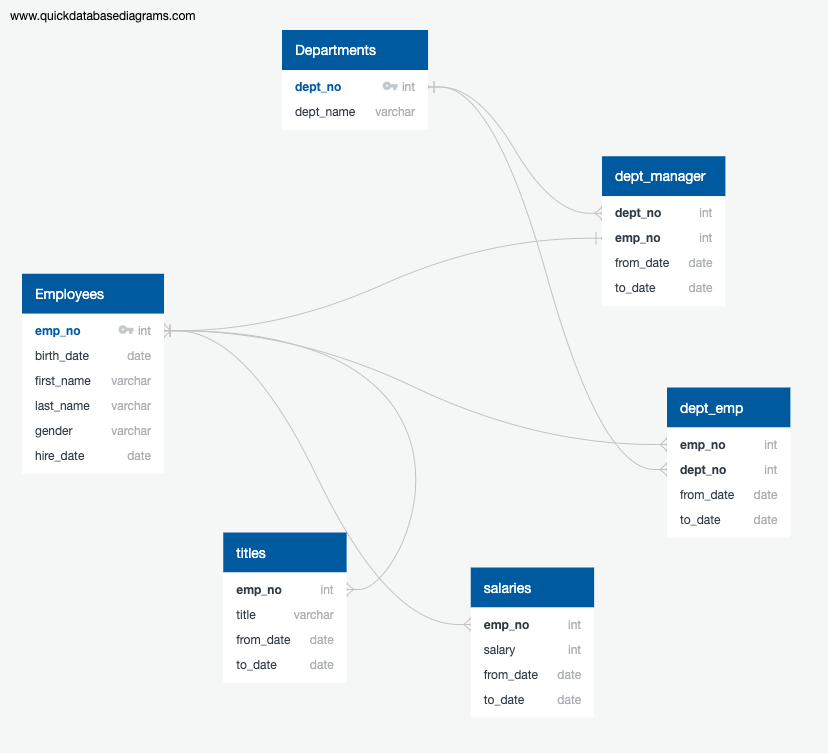 www.quickdatabasediagrams.com
Departments
dept_no int
dept_name varchar
dept_manager
dept_no int
emp_no int
from_date date
to_date date
Employees
emp_no int
birth_date date
first_name varchar
last_name varchar
gender varchar
hire_date date
dept_emp
emp_no int
dept_no int
from_date date
to_date date
titles
emp_no int
title varchar
from_date date
to_date date
salaries
emp_no int
salary int
from_date date
to_date date